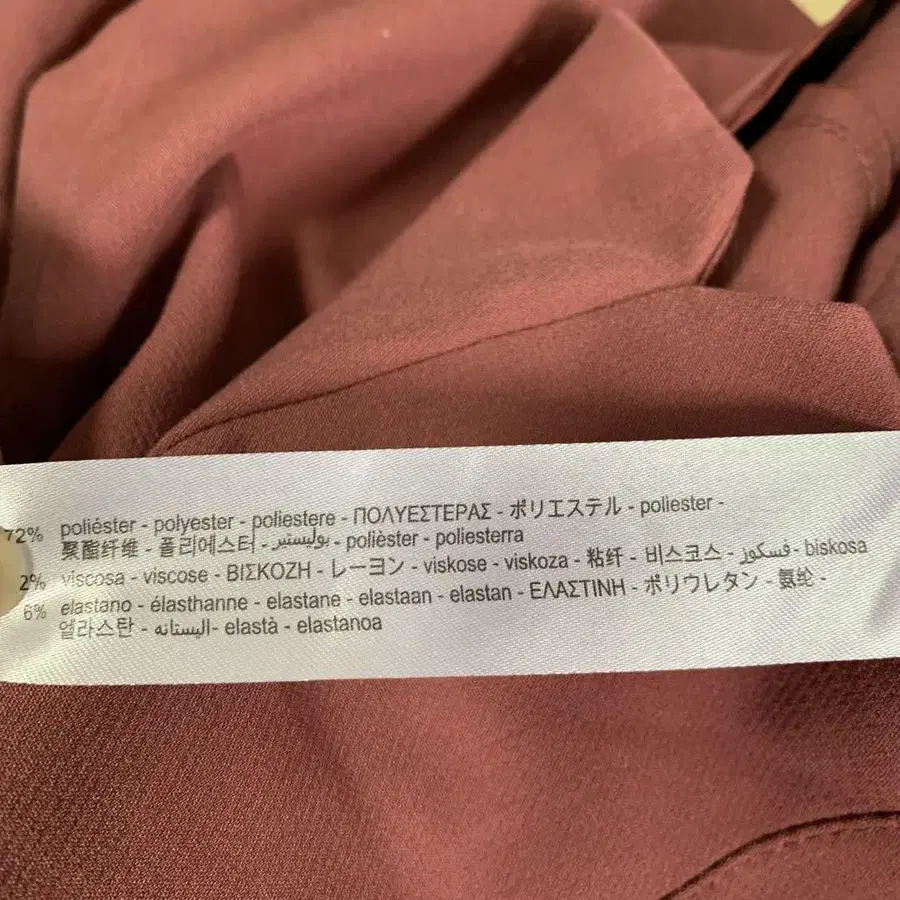 72% poliéster - polyester - poliestere - ΠΟΛΥΕΣΤΕΡΑΣ - ポリエステル - poliester -
聚酯纤维 - 폴리에스터 - بوليستير - polièster - poliesterra
2% viscosa - viscose - ΒΙΣΚΟΖΗ - レーヨン - viskose - viskoza - 粘纤 - 비스코스 - فسكوز - biskosa
6% elastano - élasthanne - elastane - elastaan - elastan - ΕΛΑΣΤΙΝΗ - ポリウレタン - 氨纶 -
엘라스탄 - اليستانه - elastà - elastanoa